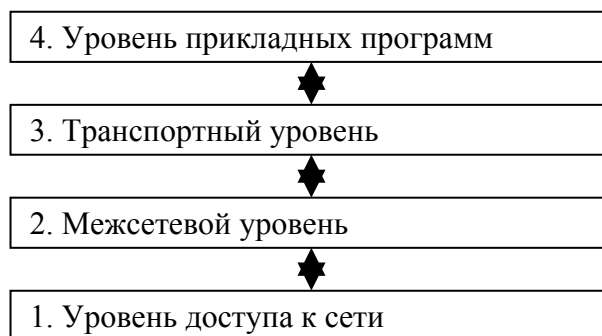 4. Уровень прикладных программ
3. Транспортный уровень
2. Межсетевой уровень
1. Уровень доступа к сети